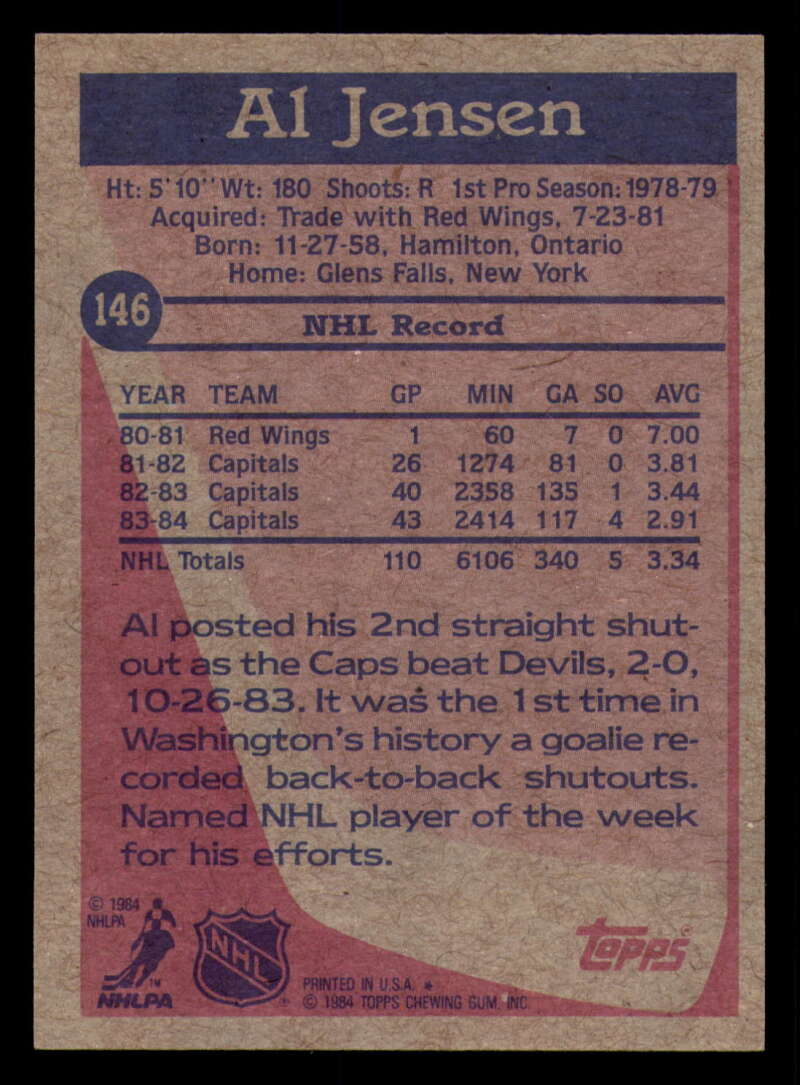 Al Jensen
Ht: 5'10" Wt: 180 Shoots: R 1st Pro Season: 1978-79
Acquired: Trade with Red Wings, 7-23-81
Born: 11-27-58, Hamilton, Ontario
Home: Glens Falls, New York
146
NHL Record
YEAR TEAM GP MIN GA SO AVG
80-81 Red Wings 1 60 7 0 7.00
81-82 Capitals 26 1274 81 0 3.81
82-83 Capitals 40 2358 135 1 3.44
83-84 Capitals 43 2414 117 4 2.91
NHL Totals 110 6106 340 5 3.34
Al posted his 2nd straight shut-
out as the Caps beat Devils, 2-0,
10-26-83. It was the 1st time in
Washington's history a goalie re-
corded back-to-back shutouts.
Named NHL player of the week
for his efforts.
© 1984
NHLPA
TM
NHLPA
NHL
®
PRINTED IN U.S.A. *
© 1984 TOPPS CHEWING GUM, INC.
TOPPS®